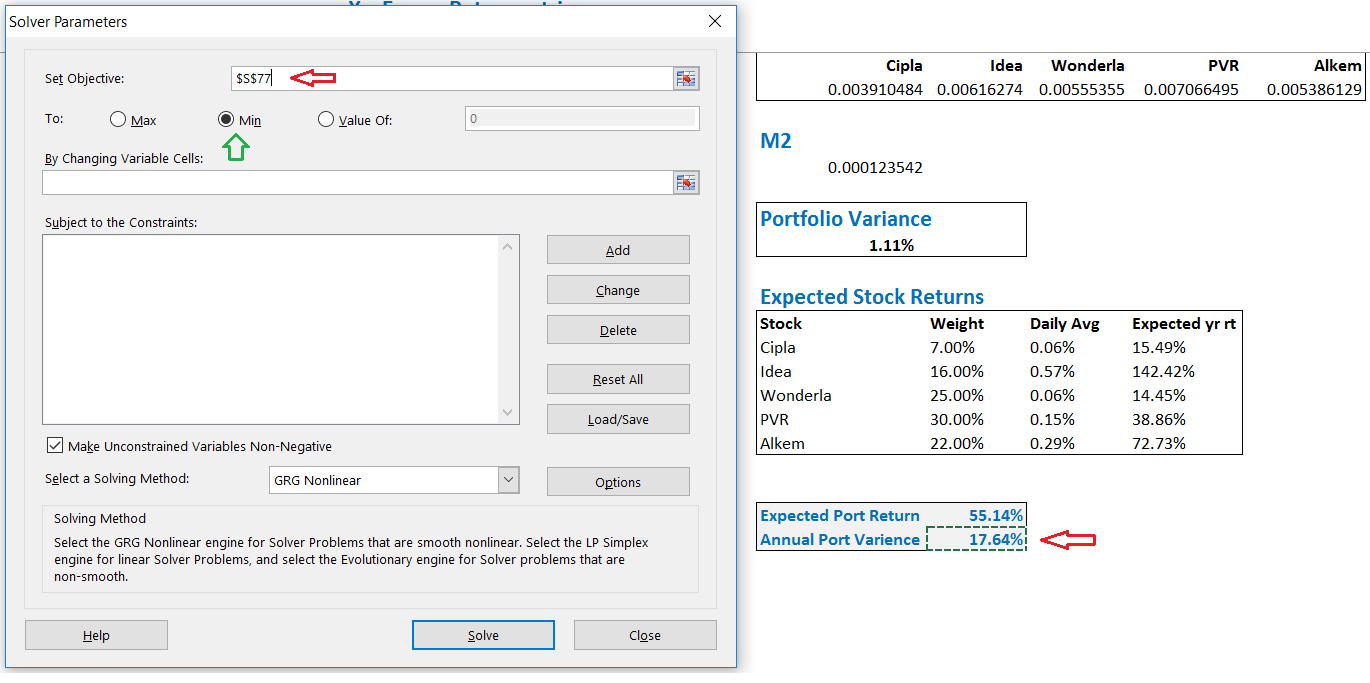 Solver Parameters
Set Objective:
$S$77
To:
Max
Min
Value Of:
0
By Changing Variable Cells:
Subject to the Constraints:
Add
Change
Delete
Reset All
Load/Save
Make Unconstrained Variables Non-Negative
Select a Solving Method:
GRG Nonlinear
Options
Solving Method
Select the GRG Nonlinear engine for Solver Problems that are smooth nonlinear. Select the LP Simplex
engine for linear Solver Problems, and select the Evolutionary engine for Solver problems that are
non-smooth.
Help
Solve
Close
Cipla Idea Wonderla PVR Alkem
0.003910484 0.00616274 0.00555355 0.007066495 0.005386129
M2
0.000123542
Portfolio Variance
1.11%
Expected Stock Returns
Stock Weight Daily Avg Expected yr rt
Cipla 7.00% 0.06% 15.49%
Idea 16.00% 0.57% 142.42%
Wonderla 25.00% 0.06% 14.45%
PVR 30.00% 0.15% 38.86%
Alkem 22.00% 0.29% 72.73%
Expected Port Return 55.14%
Annual Port Varience 17.64%